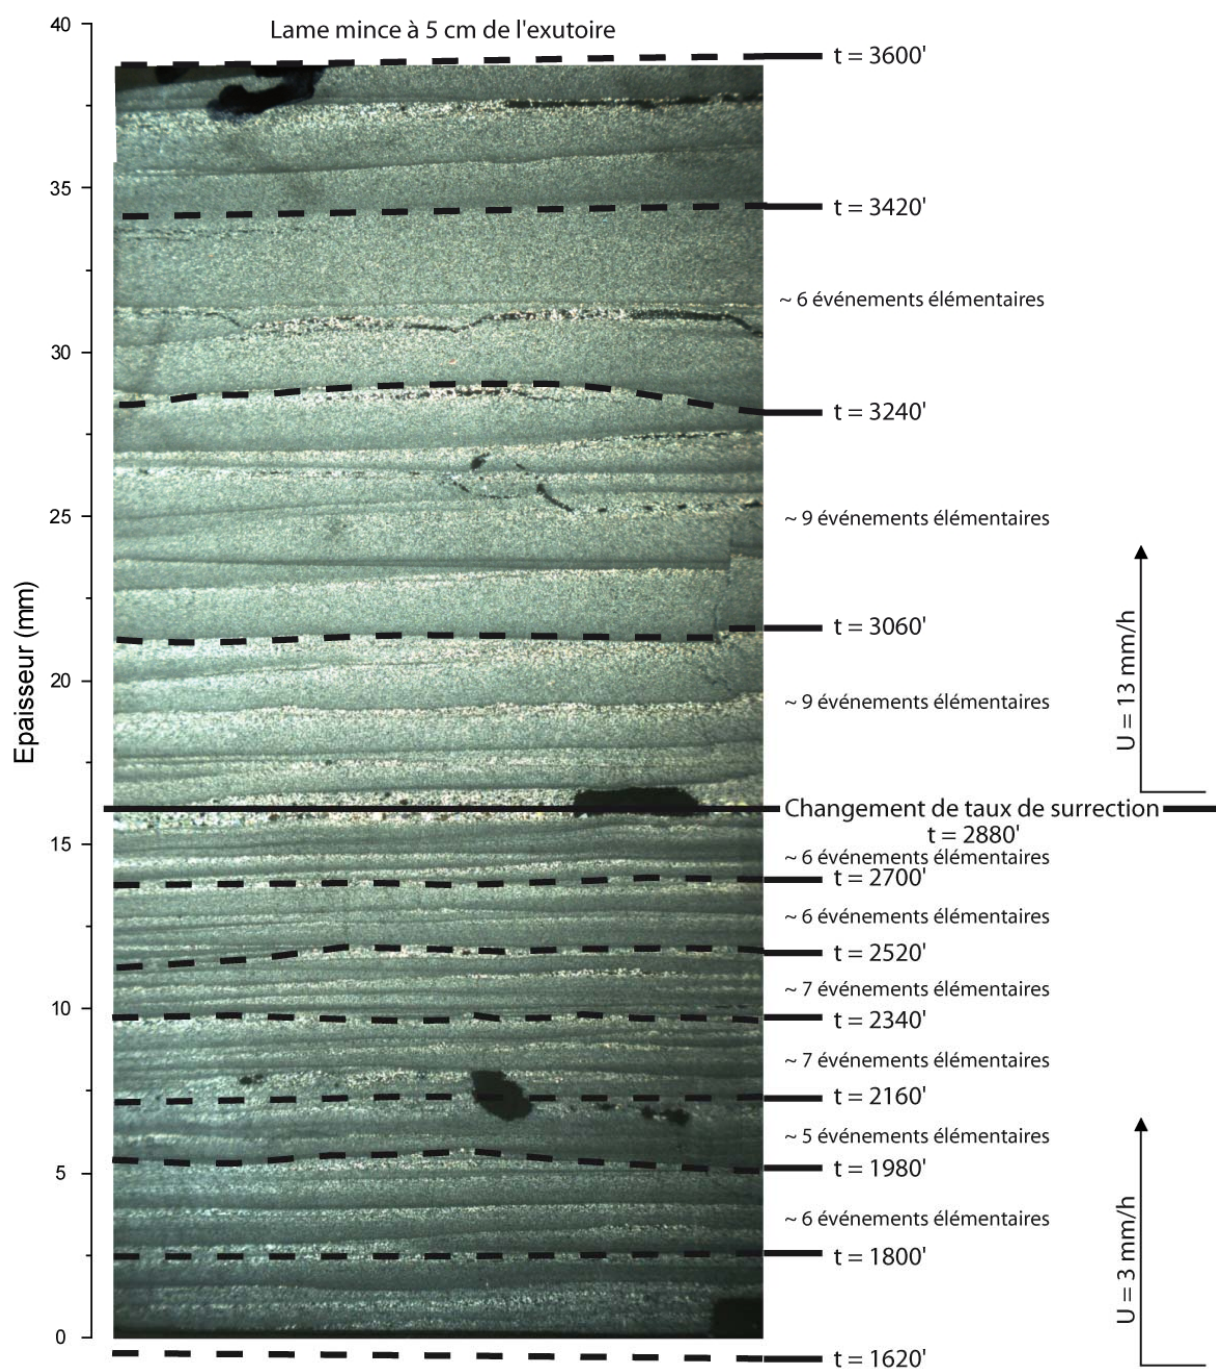 Lame mince à 5 cm de l'exutoire
40
t = 3600'
35
t = 3420'
~ 6 événements élémentaires
30
t = 3240'
25
~ 9 événements élémentaires
t = 3060'
20
~ 9 événements élémentaires
U = 13 mm/h
Epaisseur (mm)
Changement de taux de surrection
t = 2880'
15
~ 6 événements élémentaires
t = 2700'
~ 6 événements élémentaires
t = 2520'
~ 7 événements élémentaires
10
t = 2340'
~ 7 événements élémentaires
t = 2160'
~ 5 événements élémentaires
5
t = 1980'
~ 6 événements élémentaires
t = 1800'
U = 3 mm/h
0
t = 1620'